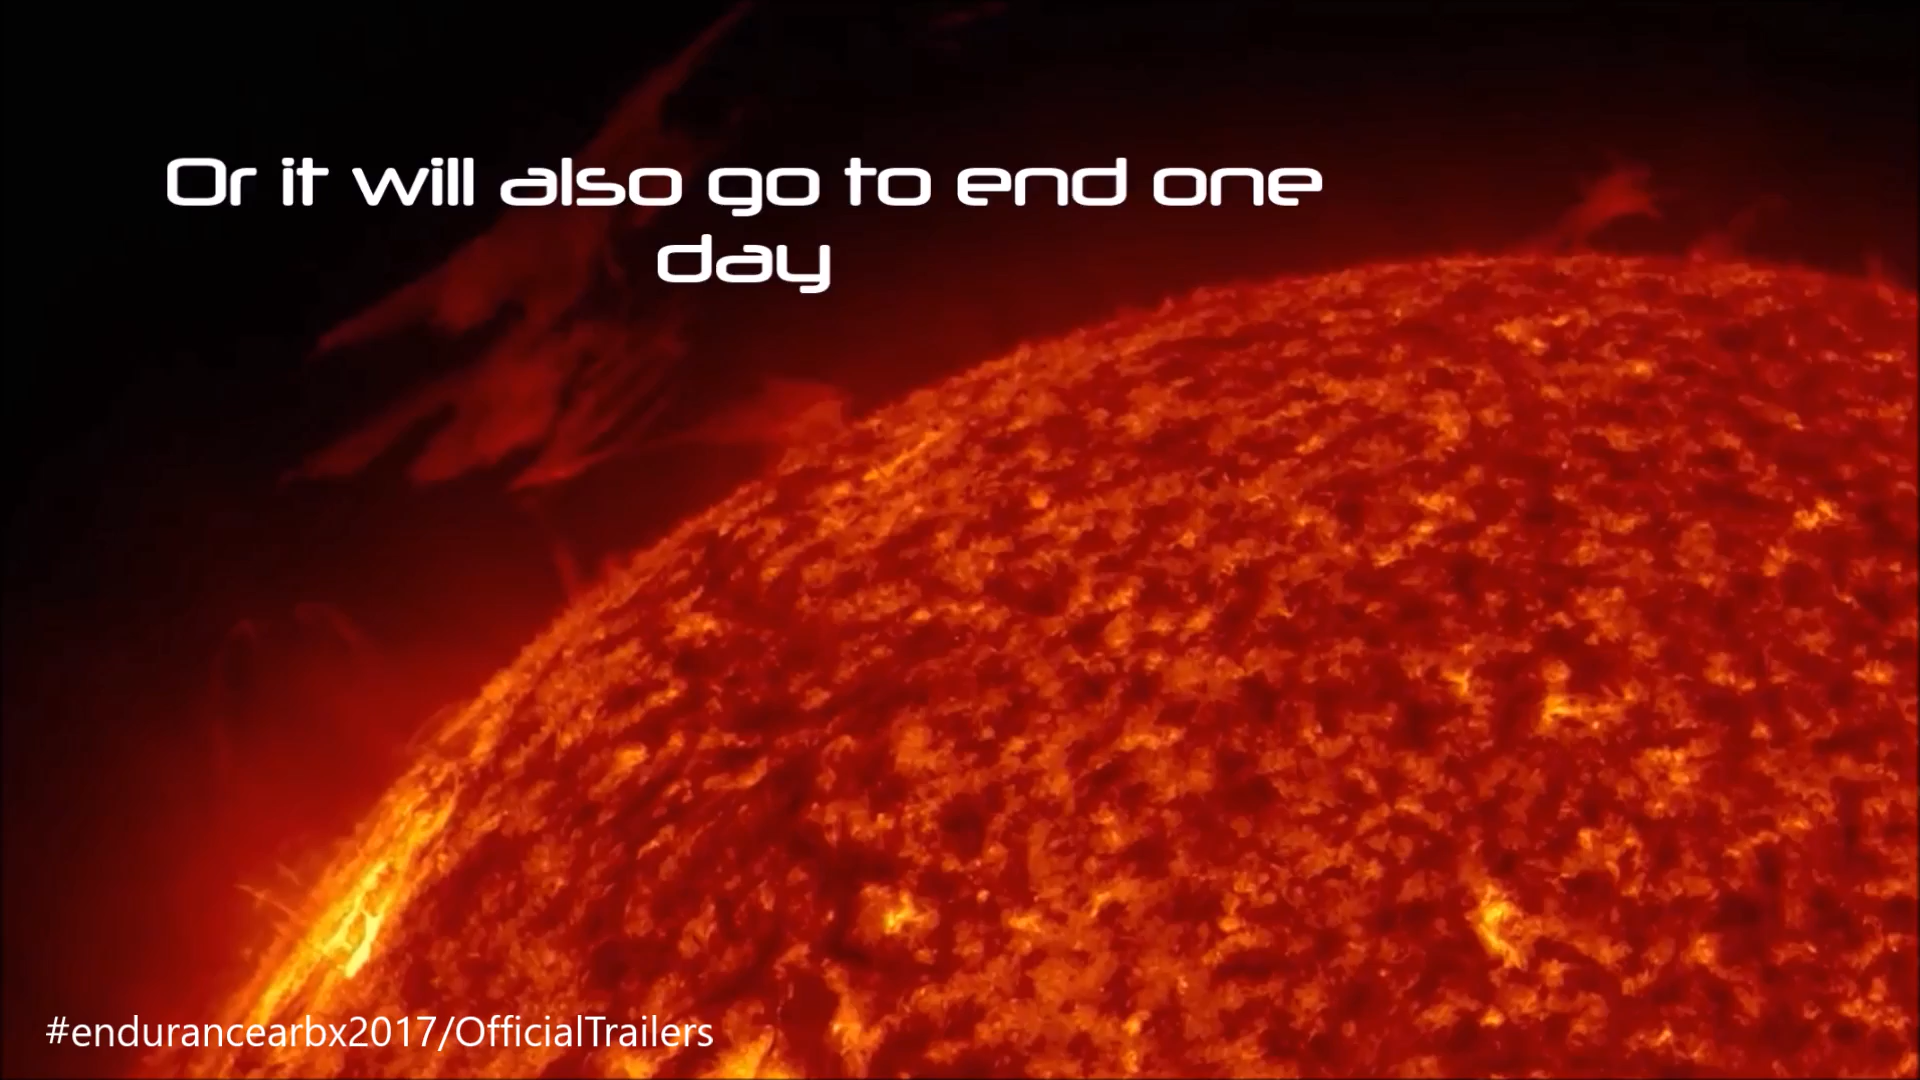 Or it will also go to end one
day
#endurancearbx2017/OfficialTrailers